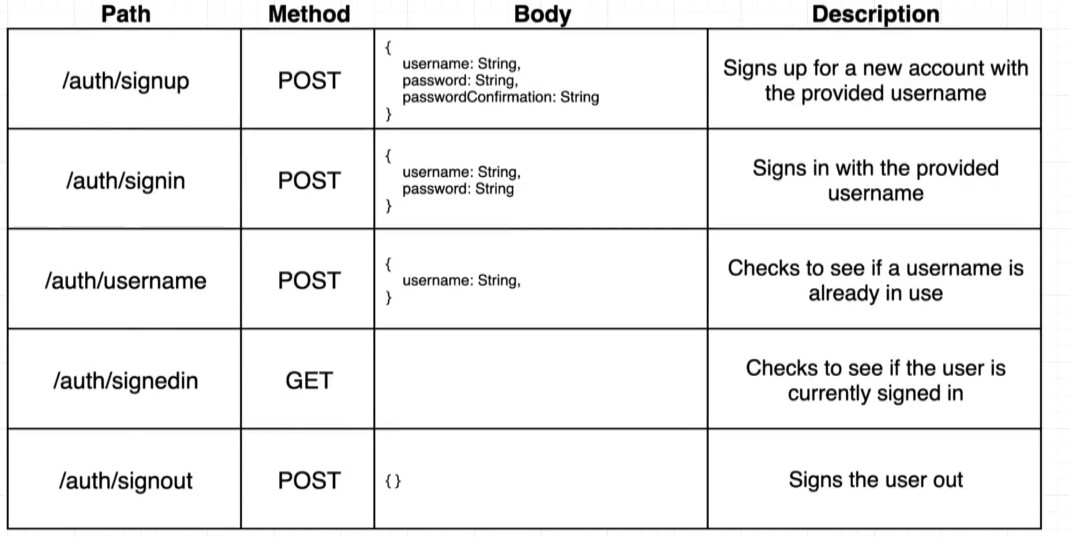 Path Method Body Description
/auth/signup POST
{
username: String,
password: String,
passwordConfirmation: String
}
Signs up for a new account with
the provided username
/auth/signin POST
{
username: String,
password: String
}
Signs in with the provided
username
/auth/username POST
{
username: String,
}
Checks to see if a username is
already in use
/auth/signedin GET
Checks to see if the user is
currently signed in
/auth/signout POST {} Signs the user out